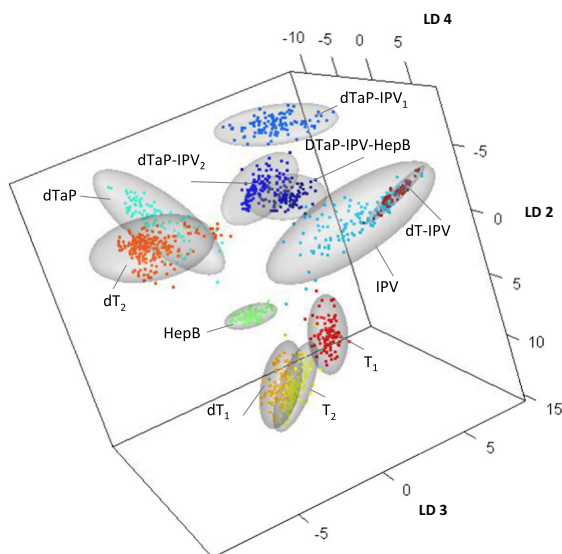 LD 4
-10 -5 0 5
dTaP-IPV1
-5
dTaP-IPV2
DTaP-IPV-HepB
dTaP
0
LD 2
dT-IPV
5
IPV
dT2
HepB
10
T1
dT1
T2
15
5
0
LD 3
-5